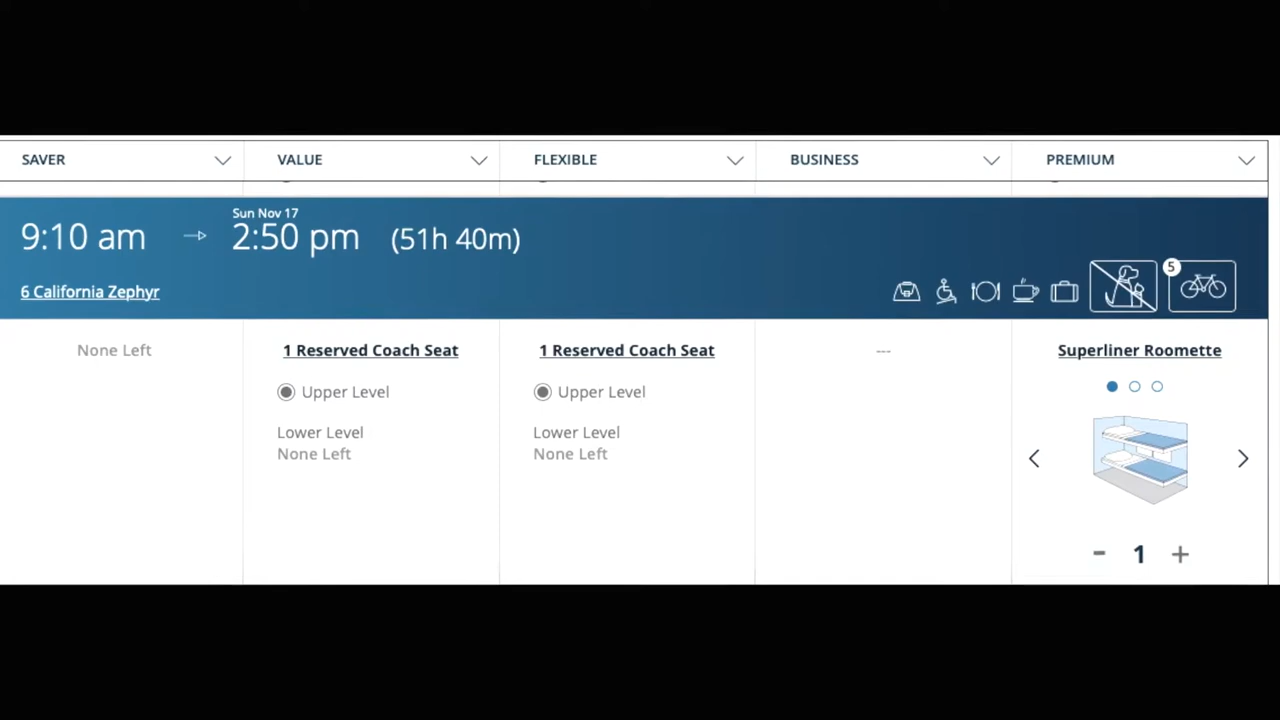 SAVER
VALUE
FLEXIBLE
BUSINESS
PREMIUM
9:10 am
Sun Nov 17
2:50 pm
(51h 40m)
6 California Zephyr
5
None Left
1 Reserved Coach Seat
Upper Level
Lower Level
None Left
1 Reserved Coach Seat
Upper Level
Lower Level
None Left
---
Superliner Roomette
- 1 +